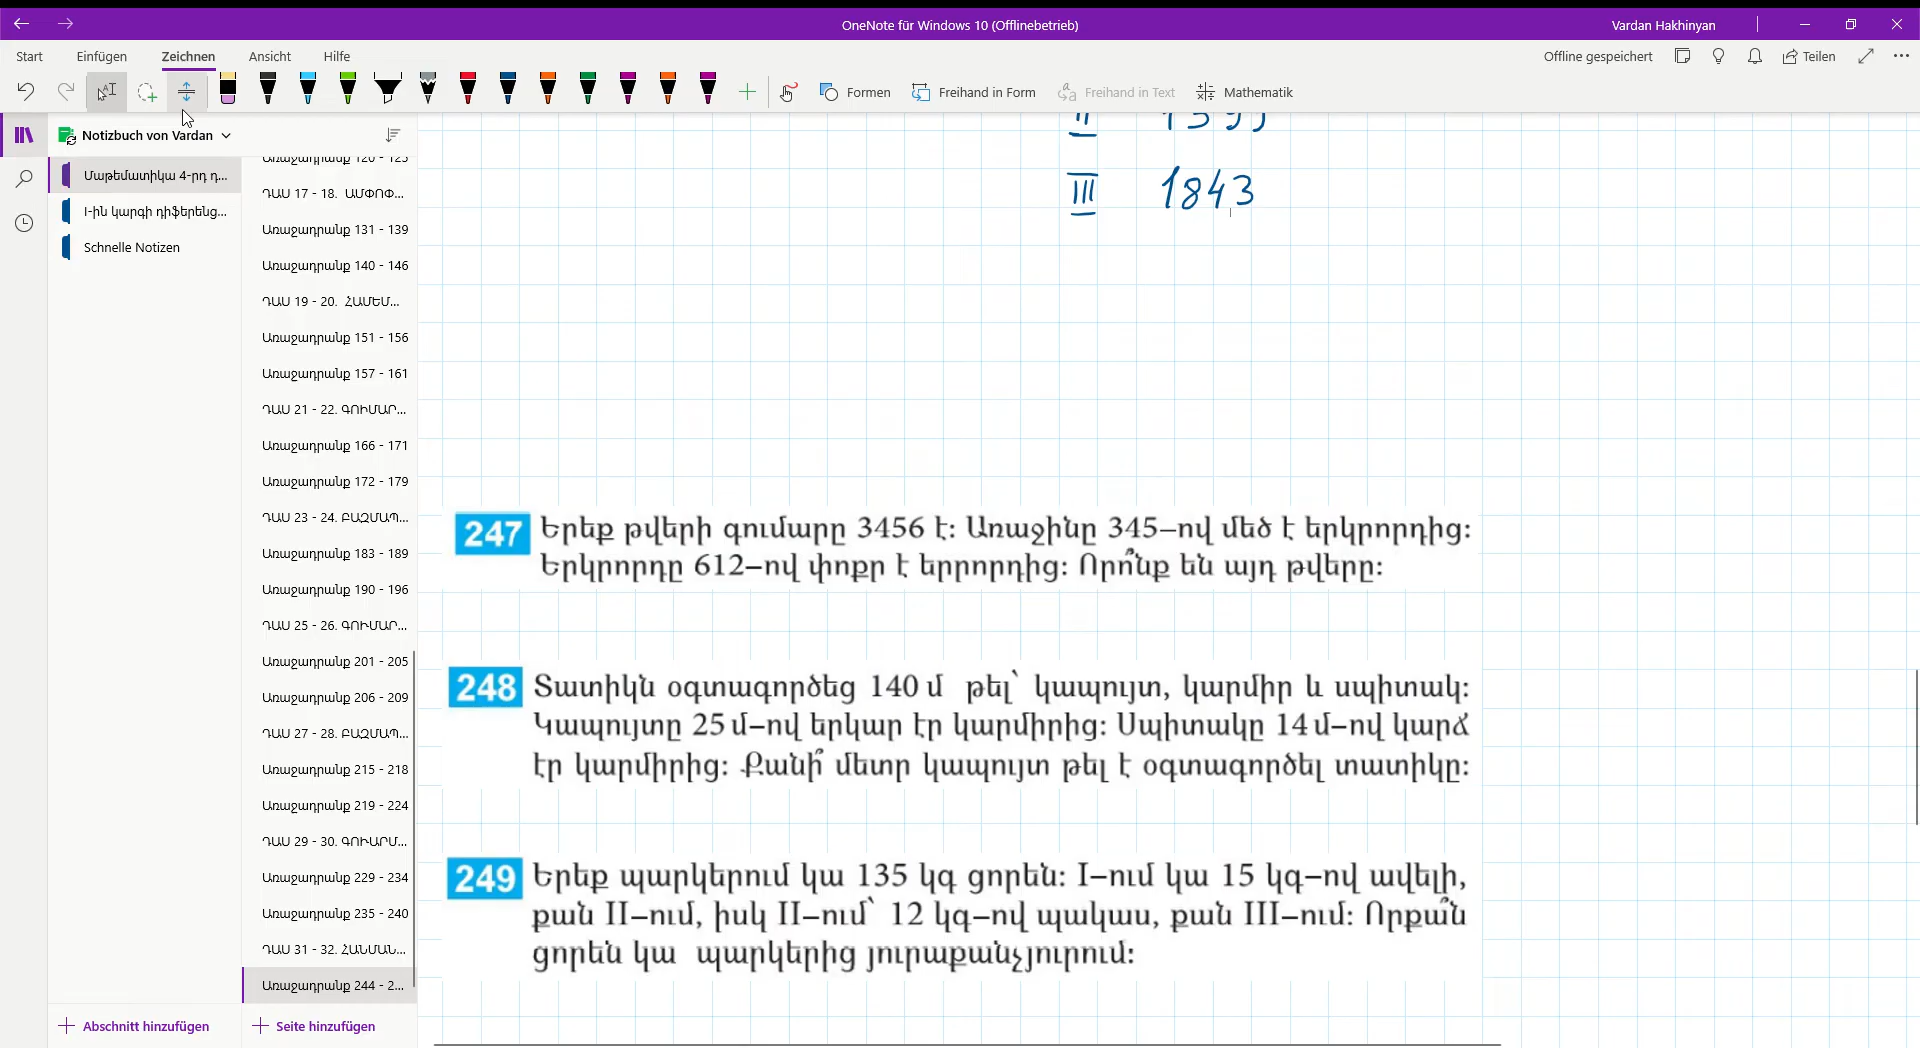 OneNote für Windows 10 (Offlinebetrieb)
Vardan Hakhinyan
Start
Einfügen
Zeichnen
Ansicht
Hilfe
Offline gespeichert
Teilen
Formen
Freihand in Form
Freihand in Text
Mathematik
Notizbuch von Vardan
Մաթեմատիկա 4-րդ դ...
I-ին կարգի դիֆերենց...
Schnelle Notizen
Առաջադրանք 120 - 125
ԴԱՍ 17 - 18. ԱՄՓՈՓ...
Առաջադրանք 131 - 139
Առաջադրանք 140 - 146
ԴԱՍ 19 - 20. ՀԱՄԵՄ...
Առաջադրանք 151 - 156
Առաջադրանք 157 - 161
ԴԱՍ 21 - 22. ԳՈՒՄԱՐ...
Առաջադրանք 166 - 171
Առաջադրանք 172 - 179
ԴԱՍ 23 - 24. ԲԱԶՄԱՊ...
Առաջադրանք 183 - 189
Առաջադրանք 190 - 196
ԴԱՍ 25 - 26. ԳՈՒՄԱՐ...
Առաջադրանք 201 - 205
Առաջադրանք 206 - 209
ԴԱՍ 27 - 28. ԲԱԶՄԱՊ...
Առաջադրանք 215 - 218
Առաջադրանք 219 - 224
ԴԱՍ 29 - 30.
Առաջադրանք 229 - 234
Առաջադրանք 235 - 240
ԴԱՍ 31 - 32. ՀԱՆՄԱՆ...
Առաջադրանք 244 - 2...
Abschnitt hinzufügen
Seite hinzufügen
II
III 1843
247 Երեք թվերի գումարը 3456 է: Առաջինը 345–ով մեծ է երկրորդից:
Երկրորդը 612–ով փոքր է երրորդից: Որո՞նք են այդ թվերը:
248 Տատիկն օգտագործեց 140 մ թել՝ կապույտ, կարմիր և սպիտակ:
Կապույտը 25 մ–ով երկար էր կարմիրից: Սպիտակը 14 մ–ով կարճ
էր կարմիրից: Քանի՞ մետր կապույտ թել է օգտագործել տատիկը:
249 Երեք պարկերում կա 135 կգ ցորեն: I–ում կա 15 կգ–ով ավելի,
քան II–ում, իսկ II–ում՝ 12 կգ–ով պակաս, քան III–ում: Որքա՞ն
ցորեն կա պարկերից յուրաքանչյուրում: